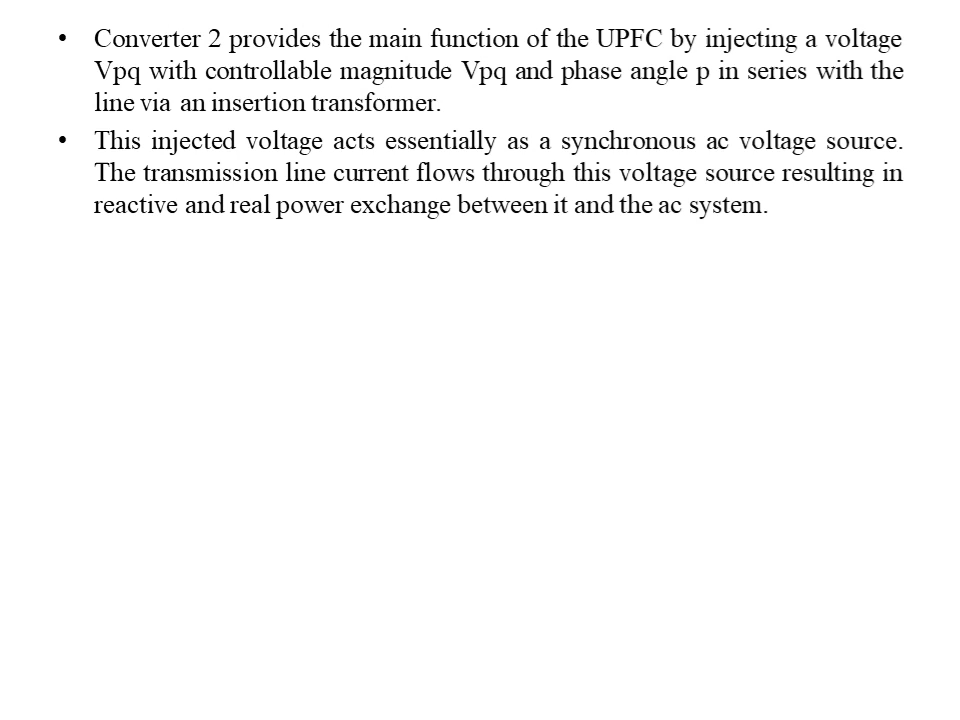 • Converter 2 provides the main function of the UPFC by injecting a voltage
Vpq with controllable magnitude Vpq and phase angle p in series with the
line via an insertion transformer.
• This injected voltage acts essentially as a synchronous ac voltage source.
The transmission line current flows through this voltage source resulting in
reactive and real power exchange between it and the ac system.